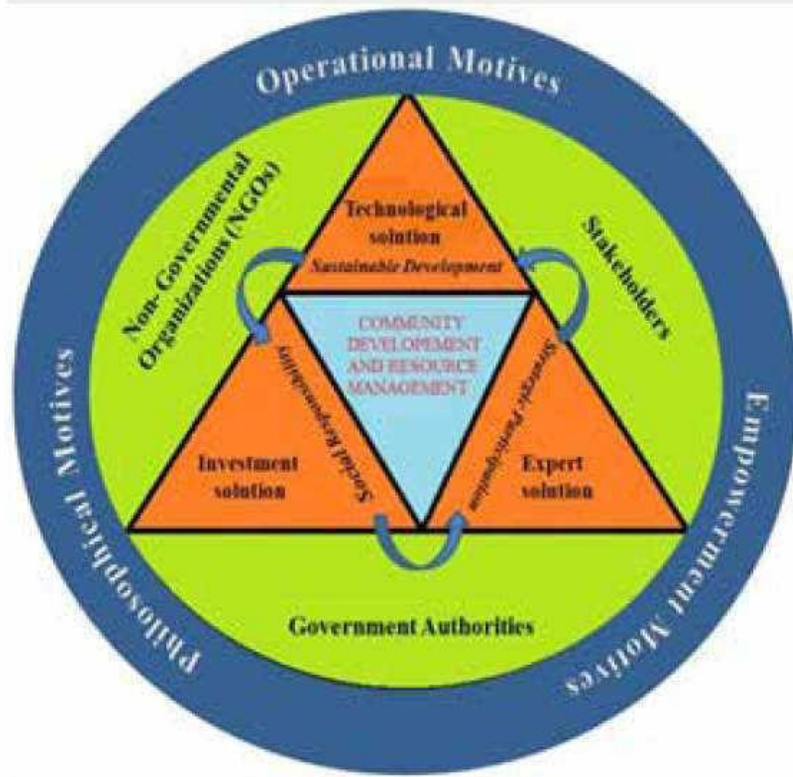 Operational Motives
Non- Governmental
Organizations (NGOs)
Stakeholders
Technological
solution
Sustainable Development
COMMUNITY
DEVELOPEMENT
AND RESOURCE
MANAGEMENT
Social Responsibility
Strategic Participation
Investment
solution
Expert
solution
Government Authorities
Philosophical Motives
Empowerment Motives